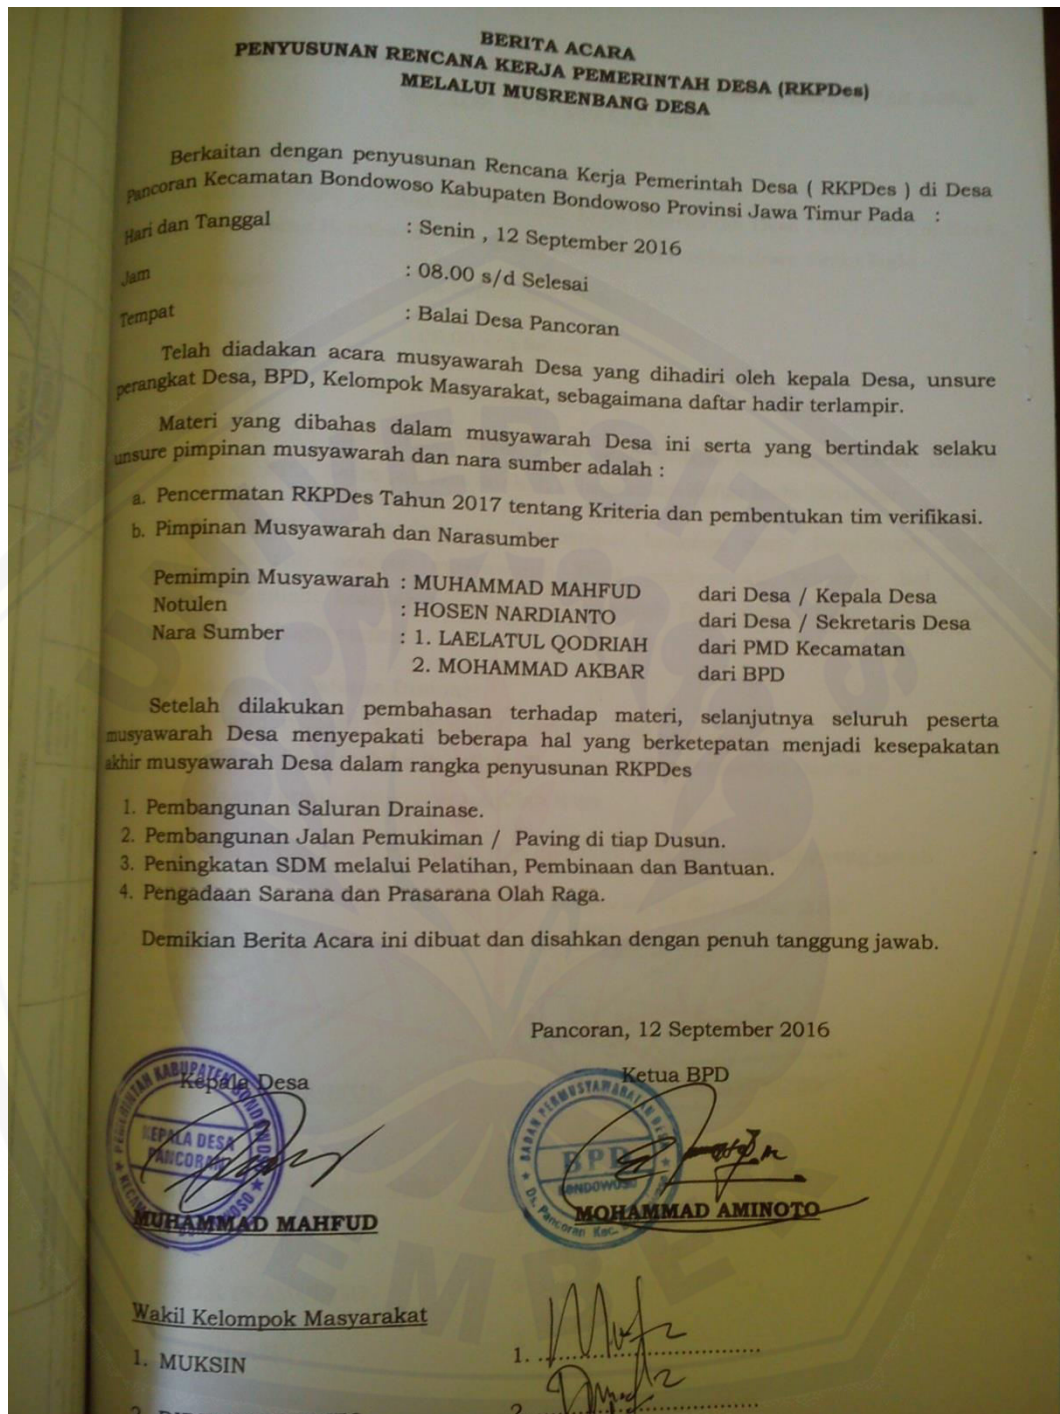 BERITA ACARA
PENYUSUNAN RENCANA KERJA PEMERINTAH DESA (RKPDes)
MELALUI MUSRENBANG DESA
Berkaitan dengan penyusunan Rencana Kerja Pemerintah Desa ( RKPDes ) di Desa
Pancoran Kecamatan Bondowoso Kabupaten Bondowoso Provinsi Jawa Timur Pada :
Hari dan Tanggal : Senin , 12 September 2016
Jam : 08.00 s/d Selesai
Tempat : Balai Desa Pancoran
Telah diadakan acara musyawarah Desa yang dihadiri oleh kepala Desa, unsure
perangkat Desa, BPD, Kelompok Masyarakat, sebagaimana daftar hadir terlampir.
Materi yang dibahas dalam musyawarah Desa ini serta yang bertindak selaku
unsure pimpinan musyawarah dan nara sumber adalah :
a. Pencermatan RKPDes Tahun 2017 tentang Kriteria dan pembentukan tim verifikasi.
b. Pimpinan Musyawarah dan Narasumber
Pemimpin Musyawarah : MUHAMMAD MAHFUD dari Desa / Kepala Desa
Notulen : HOSEN NARDIANTO dari Desa / Sekretaris Desa
Nara Sumber : 1. LAELATUL QODRIAH dari PMD Kecamatan
2. MOHAMMAD AKBAR dari BPD
Setelah dilakukan pembahasan terhadap materi, selanjutnya seluruh peserta
musyawarah Desa menyepakati beberapa hal yang berketepatan menjadi kesepakatan
akhir musyawarah Desa dalam rangka penyusunan RKPDes
1. Pembangunan Saluran Drainase.
2. Pembangunan Jalan Pemukiman / Paving di tiap Dusun.
3. Peningkatan SDM melalui Pelatihan, Pembinaan dan Bantuan.
4. Pengadaan Sarana dan Prasarana Olah Raga.
Demikian Berita Acara ini dibuat dan disahkan dengan penuh tanggung jawab.
Pancoran, 12 September 2016
Kepala Desa Ketua BPD
PEMERINTAH KABUPATEN BONDOWOSO
KEPALA DESA
PANCORAN
BADAN PERMUSYAWARATAN
BPD
BONDOWOSO
Ds. Pancoran Kec.
MUHAMMAD MAHFUD MOHAMMAD AMINOTO
Wakil Kelompok Masyarakat
1. MUKSIN 1. ..............................
UNIVERSITAS
JEMBER